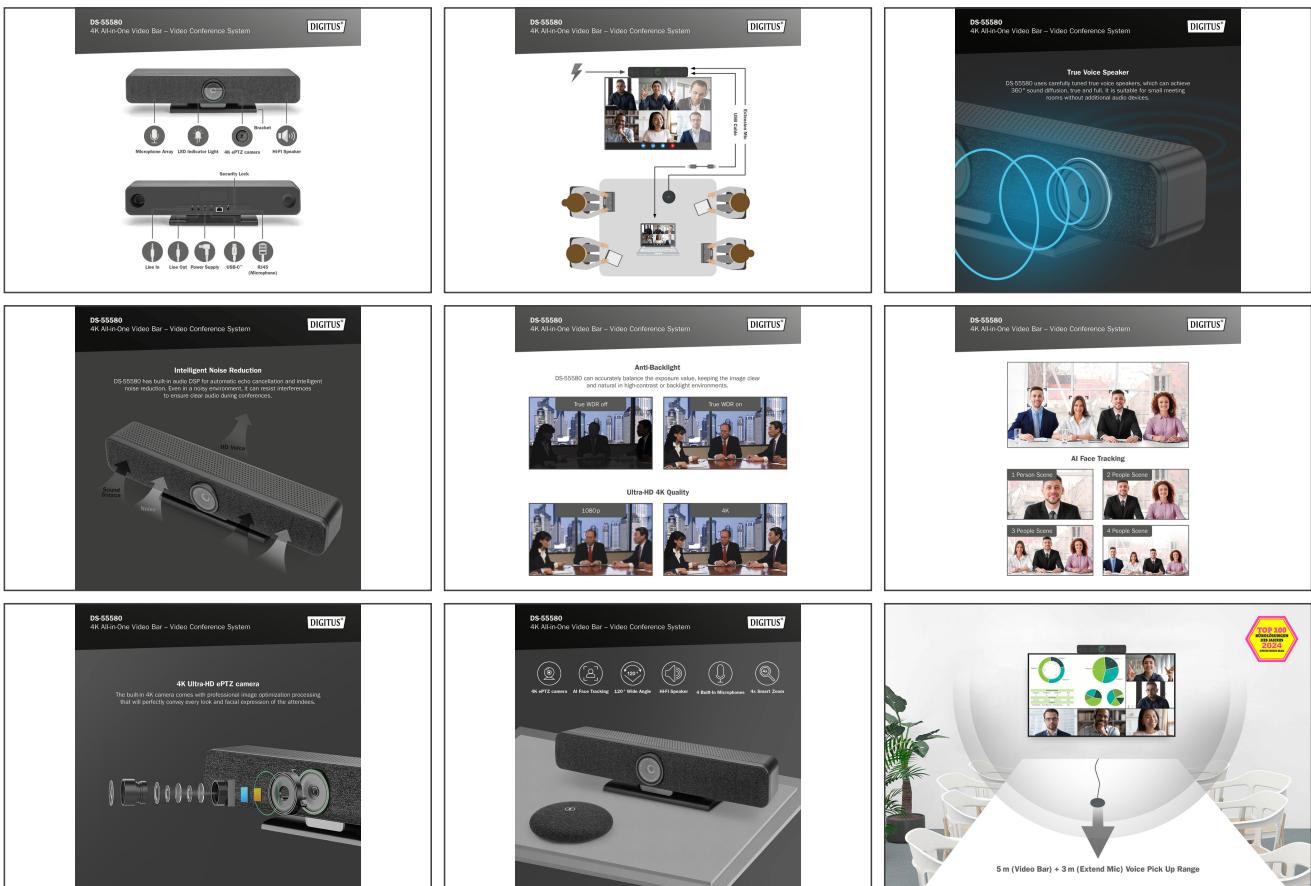 DS-55580
4K All-in-One Video Bar – Video Conference System
DIGITUS®
Bracket
Microphone Array
LED Indicator Light
4K ePTZ camera
Hi-Fi Speaker
Security Lock
Line In
Line Out
Power Supply
USB-C™
RJ45
(Microphone)
DS-55580
4K All-in-One Video Bar – Video Conference System
DIGITUS®
USB Cable
Extension Mic
DS-55580
4K All-in-One Video Bar – Video Conference System
DIGITUS®
True Voice Speaker
DS-55580 uses carefully tuned true voice speakers, which can achieve
360° sound diffusion, true and full. It is suitable for small meeting
rooms without additional audio devices.
DS-55580
4K All-in-One Video Bar – Video Conference System
DIGITUS®
Intelligent Noise Reduction
DS-55580 has built-in audio DSP for automatic echo cancellation and intelligent
noise reduction. Even in a noisy environment, it can resist interferences
to ensure clear audio during conferences.
HD Voice
Sound
Source
Noise
DS-55580
4K All-in-One Video Bar – Video Conference System
DIGITUS®
Anti-Backlight
DS-55580 can accurately balance the exposure value, keeping the image clear
and natural in high-contrast or backlight environments.
True WDR off
True WDR on
Ultra-HD 4K Quality
1080p
4K
DS-55580
4K All-in-One Video Bar – Video Conference System
DIGITUS®
AI Face Tracking
1 Person Scene
2 People Scene
3 People Scene
4 People Scene
DS-55580
4K All-in-One Video Bar – Video Conference System
DIGITUS®
4K Ultra-HD ePTZ camera
The built-in 4K camera comes with professional image optimization processing
that will perfectly convey every look and facial expression of the attendees.
DS-55580
4K All-in-One Video Bar – Video Conference System
DIGITUS®
120°
4x
4K ePTZ camera
AI Face Tracking
120° Wide Angle
Hi-Fi Speaker
4 Built-In Microphones
4x Smart Zoom
TOP 100
BÜROLÖSUNGEN
DES JAHRES
2024
5 m (Video Bar) + 3 m (Extend Mic) Voice Pick Up Range